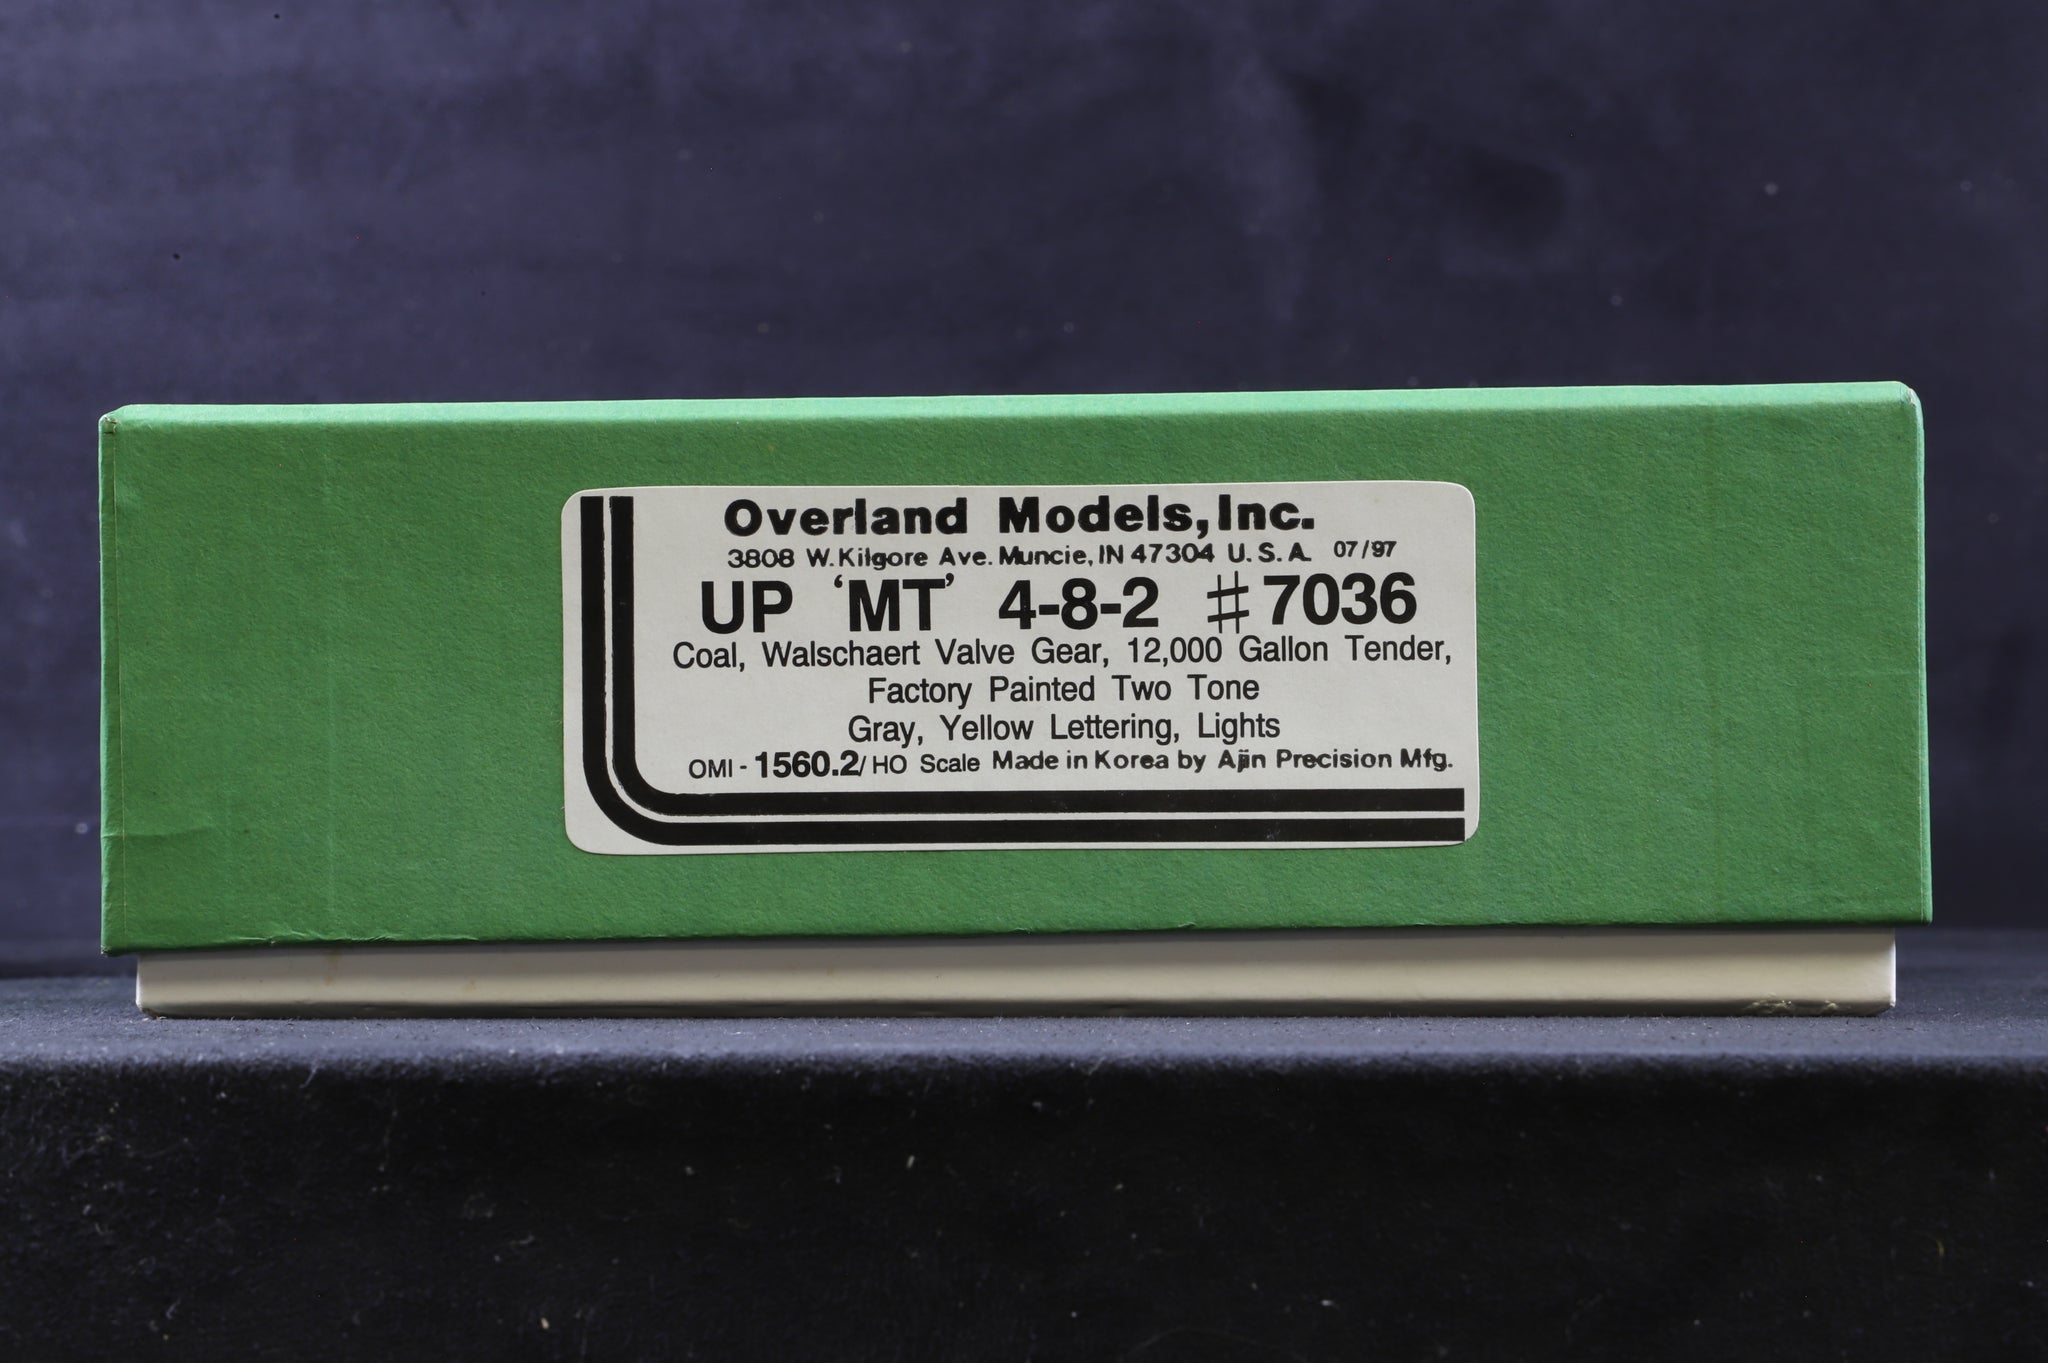 Overland Models, Inc.
3808 W. Kilgore Ave. Muncie, IN 47304 U. S. A. 07/97
UP 'MT' 4-8-2 #7036
Coal, Walschaert Valve Gear, 12,000 Gallon Tender,
Factory Painted Two Tone
Gray, Yellow Lettering, Lights
OMI - 1560.2/ HO Scale Made in Korea by Ajin Precision Mfg.